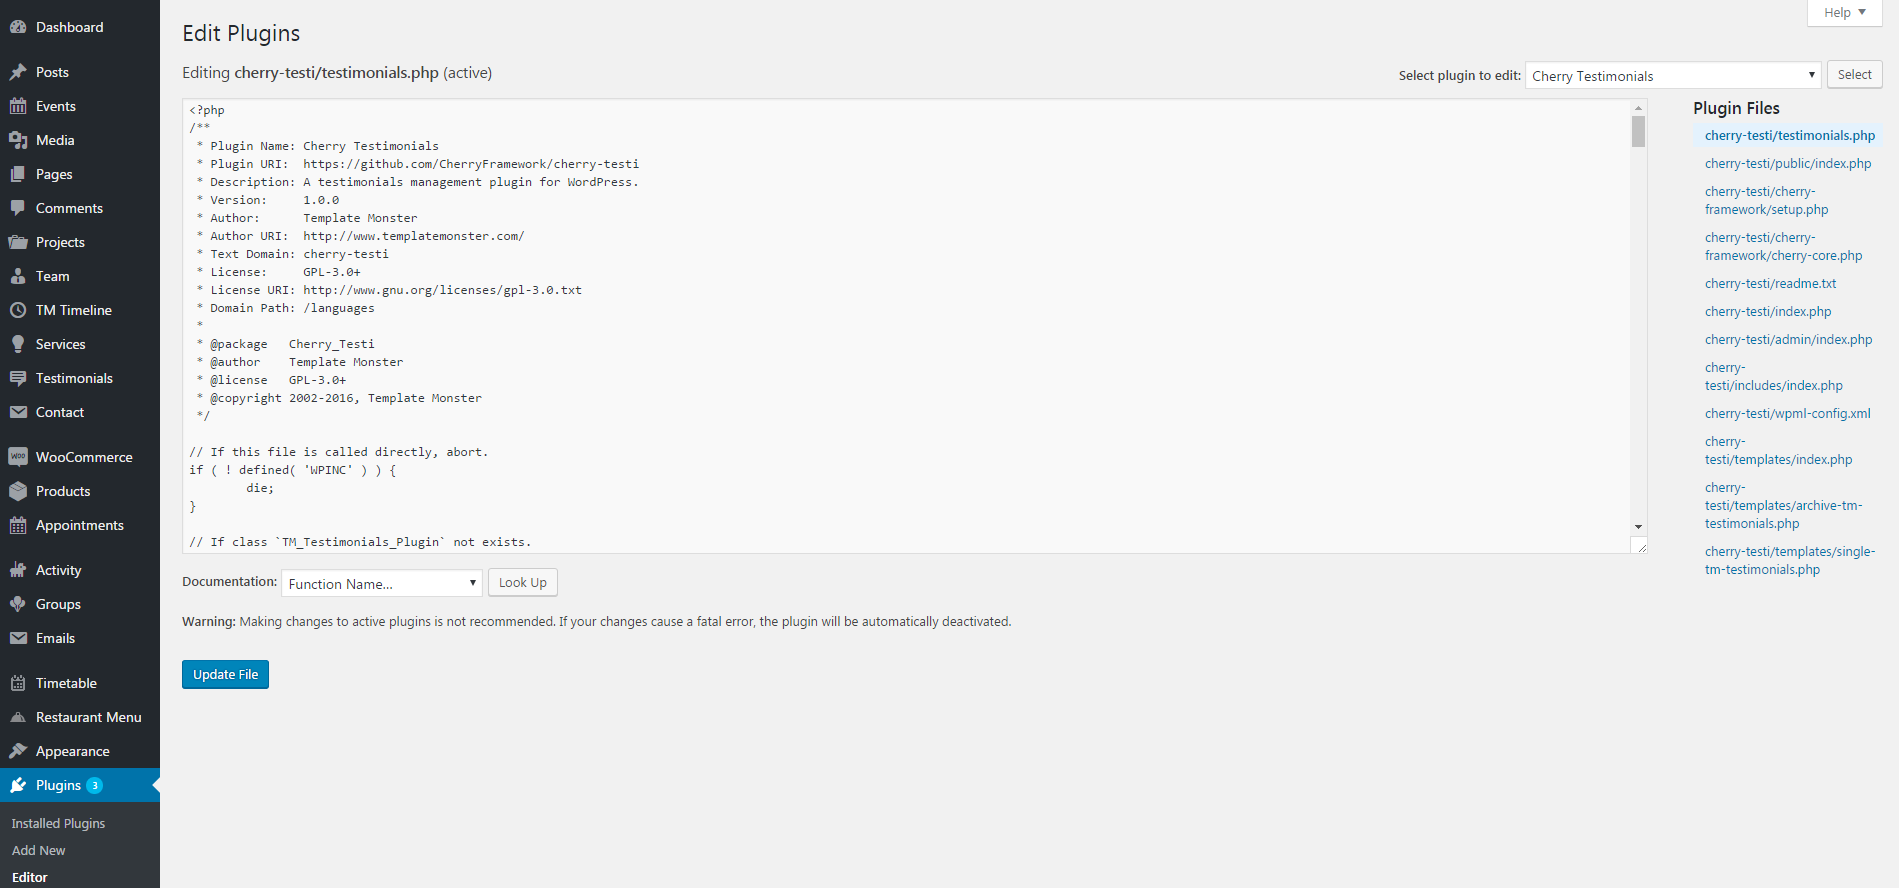 Dashboard
Posts
Events
Media
Pages
Comments
Projects
Team
TM Timeline
Services
Testimonials
Contact
WooCommerce
Products
Appointments
Activity
Groups
Emails
Timetable
Restaurant Menu
Appearance
Plugins 3
Installed Plugins
Add New
Editor
Help
Edit Plugins
Editing cherry-testi/testimonials.php (active)
Select plugin to edit: Cherry Testimonials Select
<?php
/**
 * Plugin Name: Cherry Testimonials
 * Plugin URI:  https://github.com/CherryFramework/cherry-testi
 * Description: A testimonials management plugin for WordPress.
 * Version:     1.0.0
 * Author:      Template Monster
 * Author URI:  http://www.templatemonster.com/
 * Text Domain: cherry-testi
 * License:     GPL-3.0+
 * License URI: http://www.gnu.org/licenses/gpl-3.0.txt
 * Domain Path: /languages
 *
 * @package   Cherry_Testi
 * @author    Template Monster
 * @license   GPL-3.0+
 * @copyright 2002-2016, Template Monster
 */
// If this file is called directly, abort.
if ( ! defined( 'WPINC' ) ) {
        die;
}
// If class `TM_Testimonials_Plugin` not exists.
Documentation: Function Name... Look Up
Warning: Making changes to active plugins is not recommended. If your changes cause a fatal error, the plugin will be automatically deactivated.
Update File
Plugin Files
cherry-testi/testimonials.php
cherry-testi/public/index.php
cherry-testi/cherry-
framework/setup.php
cherry-testi/cherry-
framework/cherry-core.php
cherry-testi/readme.txt
cherry-testi/index.php
cherry-testi/admin/index.php
cherry-
testi/includes/index.php
cherry-testi/wpml-config.xml
cherry-
testi/templates/index.php
cherry-
testi/templates/archive-tm-
testimonials.php
cherry-testi/templates/single-
tm-testimonials.php